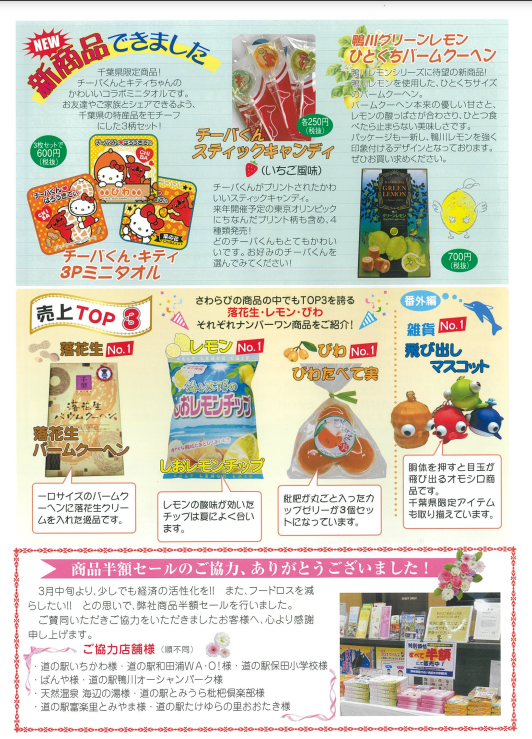 NEW
新商品できました
千葉県限定商品!
チーバくんとキティちゃんの
かわいいコラボミニタオルです。
お友達やご家族とシェアできるよう、
千葉県の特産品をモチーフ
にした3柄セット!
3枚セットで
600円
(税抜)
チーバくん・キティ
3Pミニタオル
各250円
(税抜)
チーバくん
スティックキャンディ
(いちご風味)
チーバくんがプリントされたかわ
いいスティックキャンディ。
来年開催予定の東京オリンピック
にちなんだプリント柄も含め、4
種類発売!
どのチーバくんもとてもかわい
いです。お好みのチーバくんを
選んでみてください!
鴨川グリーンレモン
ひとくちバームクーヘン
鴨川レモンシリーズに待望の新商品!
鴨川レモンを使用した、ひとくちサイズ
のバームクーヘン。
バームクーヘン本来の優しい甘さと、
レモンの酸っぱさが合わさり、ひとつ食
べたら止まらない美味しさです。
パッケージも一新し、鴨川レモンを強く
印象付けるデザインとなっております。
ぜひお買い求めください。
GREEN
LEMON
700円
(税抜)
売上TOP3
さわらびの商品の中でもTOP3を誇る
落花生・レモン・びわ
それぞれナンバーワン商品をご紹介!
番外編
落花生 No.1
落花生
バームクーヘン
一口サイズのバームク
ーヘンに落花生クリーム
を入れた逸品です。
レモン No.1
しおレモンチップ
しおレモンチップ
レモンの酸味が効いた
チップは夏によく合い
ます。
びわ No.1
びわたべて実
枇杷が丸ごと入ったカ
ップゼリーが3個セッ
トになっています。
雑貨 No.1
飛び出し
マスコット
胴体を押すと目玉が
飛び出るオモシロ商
品です。
千葉県限定アイテム
も取り揃えています。
商品半額セールのご協力、ありがとうございました!
3月中旬より、少しでも経済の活性化を!! また、フードロスを減
らしたい!! との思いで、弊社商品半額セールを行いました。
ご賛同いただきご協力をいただきましたお客様へ、心より感謝
申し上げます。
ご協力店舗様(順不同)
・道の駅いちかわ様・道の駅和田浦WA・O!様・道の駅保田小学校様
・ばんや様・道の駅鴨川オーシャンパーク様
・天然温泉 海辺の湯様・道の駅とみうら枇杷倶楽部様
・道の駅富楽里とみやま様・道の駅たけゆらの里おおたき様
半額